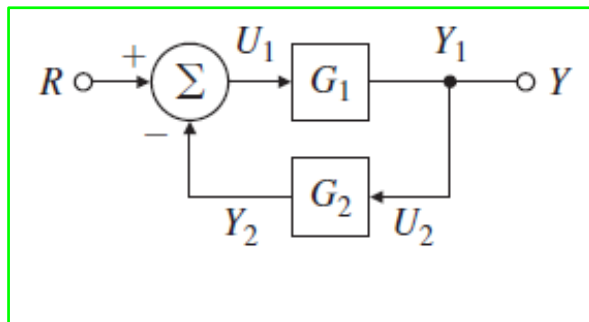 + U₁ Y₁
R Σ G₁ Y
−
G₂
Y₂ U₂